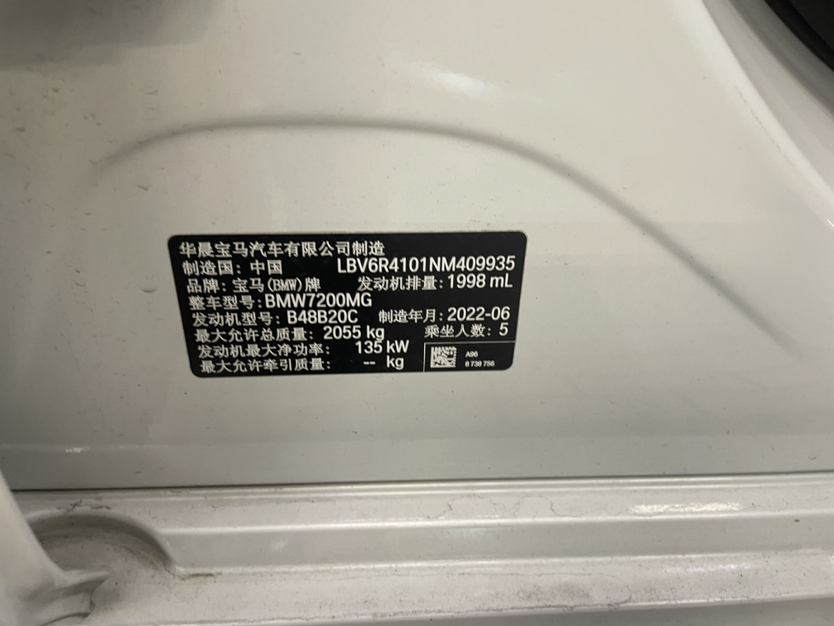 华晨宝马汽车有限公司制造
制造国: 中国 LBV6R4101NM409935
品牌: 宝马(BMW)牌 发动机排量: 1998 mL
整车型号: BMW7200MG
发动机型号: B48B20C 制造年月: 2022-06
最大允许总质量: 2055 kg 乘坐人数: 5
发动机最大净功率: 135 kW
最大允许牵引质量: -- kg
A96
8 738 756